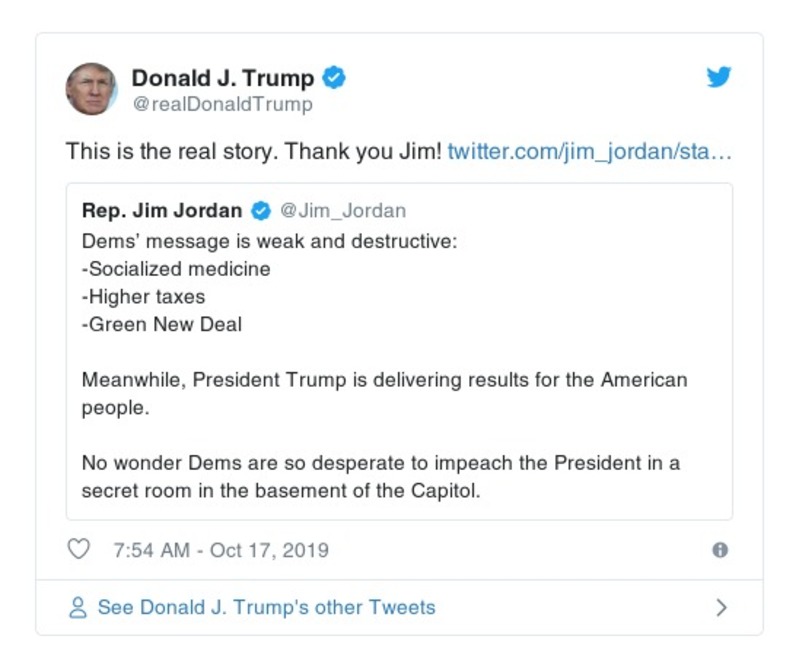 Donald J. Trump
@realDonaldTrump
This is the real story. Thank you Jim! twitter.com/jim_jordan/sta…
Rep. Jim Jordan @Jim_Jordan
Dems’ message is weak and destructive:
-Socialized medicine
-Higher taxes
-Green New Deal
Meanwhile, President Trump is delivering results for the American
people.
No wonder Dems are so desperate to impeach the President in a
secret room in the basement of the Capitol.
7:54 AM - Oct 17, 2019
See Donald J. Trump's other Tweets